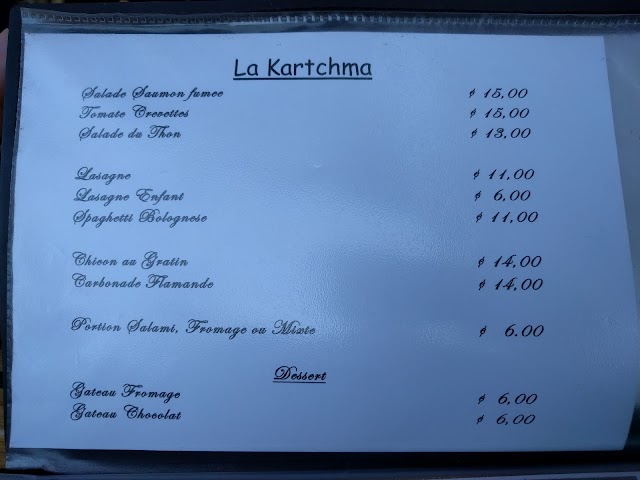 La Kartchma
Salade Saumon fumee € 15,00
Tomate Crevettes € 15,00
Salade du Thon € 13,00
Lasagne € 11,00
Lasagne Enfant € 6,00
Spaghetti Bolognese € 11,00
Chicon au Gratin € 14,00
Carbonade Flamande € 14,00
Portion Salami, Fromage ou Mixte € 6.00
Dessert
Gateau Fromage € 6,00
Gateau Chocolat € 6,00